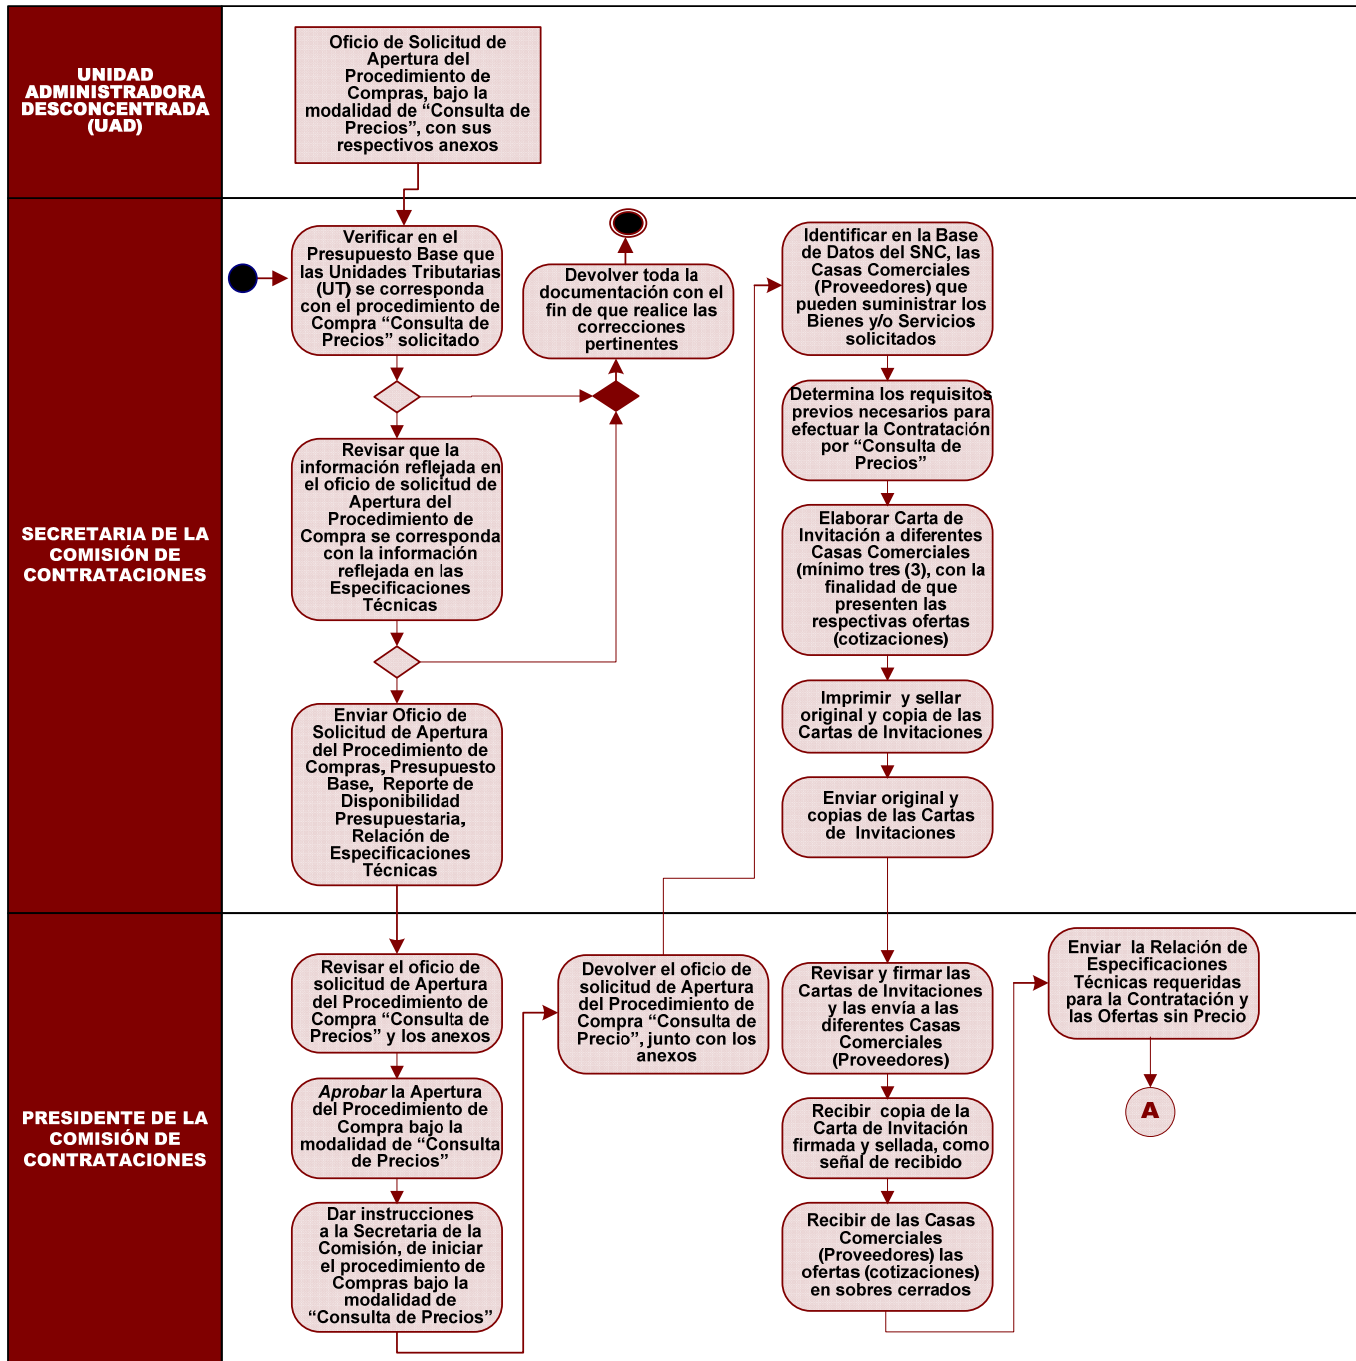 UNIDAD
ADMINISTRADORA
DESCONCENTRADA
(UAD)
Oficio de Solicitud de
Apertura del
Procedimiento de
Compras, bajo la
modalidad de “Consulta de
Precios”, con sus
respectivos anexos
SECRETARIA DE LA
COMISIÓN DE
CONTRATACIONES
Verificar en el
Presupuesto Base que
las Unidades Tributarias
(UT) se corresponda
con el procedimiento de
Compra “Consulta de
Precios” solicitado
Devolver toda la
documentación con el
fin de que realice las
correcciones
pertinentes
Revisar que la
información reflejada en
el oficio de solicitud de
Apertura del
Procedimiento de
Compra se corresponda
con la información
reflejada en las
Especificaciones
Técnicas
Enviar Oficio de
Solicitud de Apertura
del Procedimiento de
Compras, Presupuesto
Base, Reporte de
Disponibilidad
Presupuestaria,
Relación de
Especificaciones
Técnicas
Identificar en la Base
de Datos del SNC, las
Casas Comerciales
(Proveedores) que
pueden suministrar los
Bienes y/o Servicios
solicitados
Determina los requisitos
previos necesarios para
efectuar la Contratación
por “Consulta de
Precios”
Elaborar Carta de
Invitación a diferentes
Casas Comerciales
(mínimo tres (3), con la
finalidad de que
presenten las
respectivas ofertas
(cotizaciones)
Imprimir y sellar
original y copia de las
Cartas de Invitaciones
Enviar original y
copias de las Cartas
de Invitaciones
PRESIDENTE DE LA
COMISIÓN DE
CONTRATACIONES
Revisar el oficio de
solicitud de Apertura
del Procedimiento de
Compra “Consulta de
Precios” y los anexos
Aprobar la Apertura
del Procedimiento de
Compra bajo la
modalidad de “Consulta
de Precios”
Dar instrucciones
a la Secretaria de la
Comisión, de iniciar
el procedimiento de
Compras bajo la
modalidad de
“Consulta de Precios”
Devolver el oficio de
solicitud de Apertura
del Procedimiento de
Compra “Consulta de
Precio”, junto con los
anexos
Revisar y firmar las
Cartas de Invitaciones
y las envía a las
diferentes Casas
Comerciales
(Proveedores)
Recibir copia de la
Carta de Invitación
firmada y sellada, como
señal de recibido
Recibir de las Casas
Comerciales
(Proveedores) las
ofertas (cotizaciones)
en sobres cerrados
Enviar la Relación de
Especificaciones
Técnicas requeridas
para la Contratación y
las Ofertas sin Precio
A